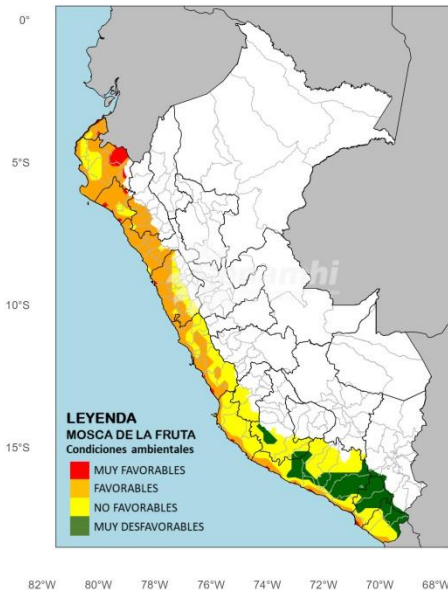 0°
5°S
10°S
15°S
LEYENDA
MOSCA DE LA FRUTA
Condiciones ambientales
MUY FAVORABLES
FAVORABLES
NO FAVORABLES
MUY DESFAVORABLES
82°W 80°W 78°W 76°W 74°W 72°W 70°W 68°W